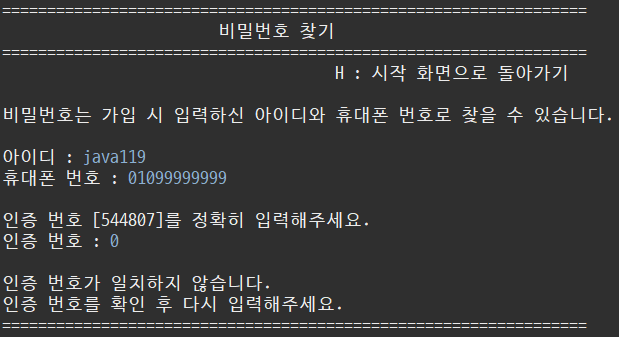 =================================================================
비밀번호 찾기
=================================================================
H : 시작 화면으로 돌아가기
비밀번호는 가입 시 입력하신 아이디와 휴대폰 번호로 찾을 수 있습니다.
아이디 : java119
휴대폰 번호 : 01099999999
인증 번호 [544807]를 정확히 입력해주세요.
인증 번호 : 0
인증 번호가 일치하지 않습니다.
인증 번호를 확인 후 다시 입력해주세요.
=================================================================